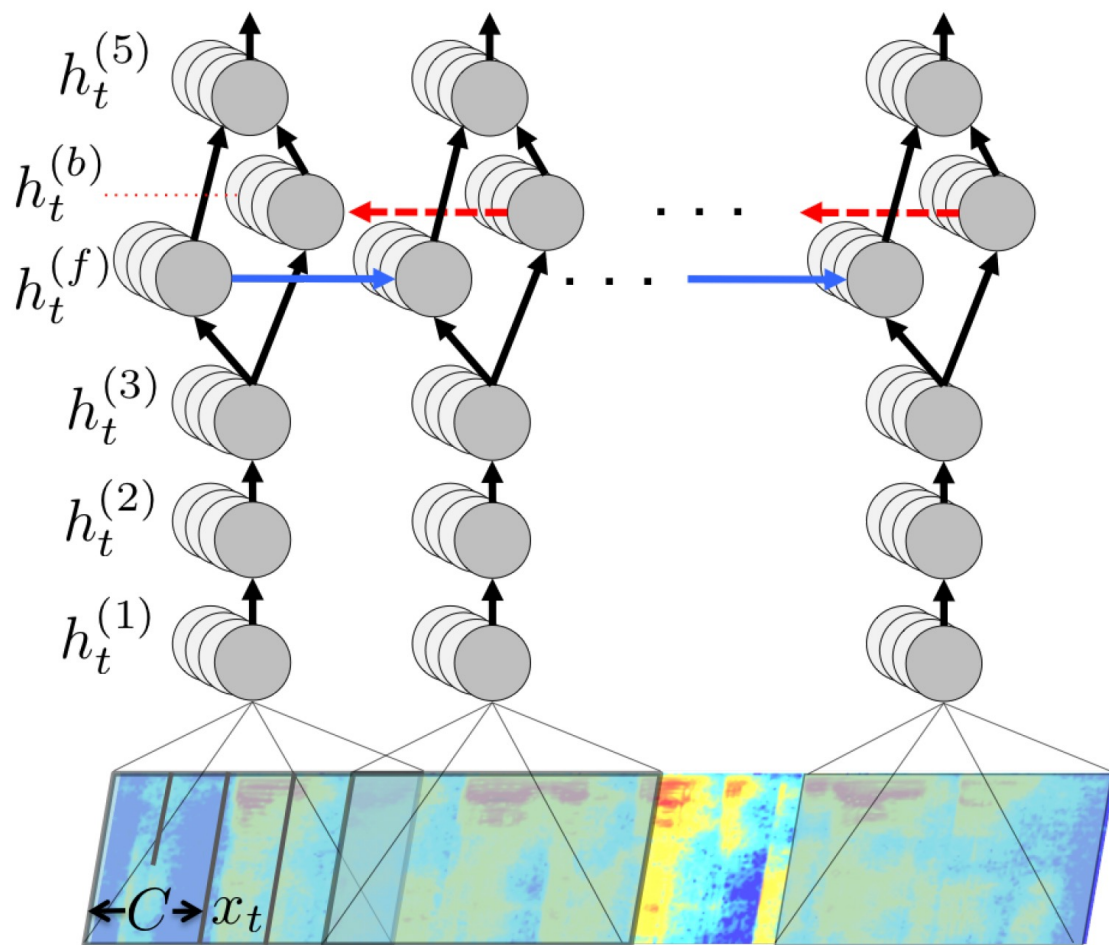 h_t^{(5)}
h_t^{(b)}
. . .
h_t^{(f)}
. . .
h_t^{(3)}
h_t^{(2)}
h_t^{(1)}
C x_t